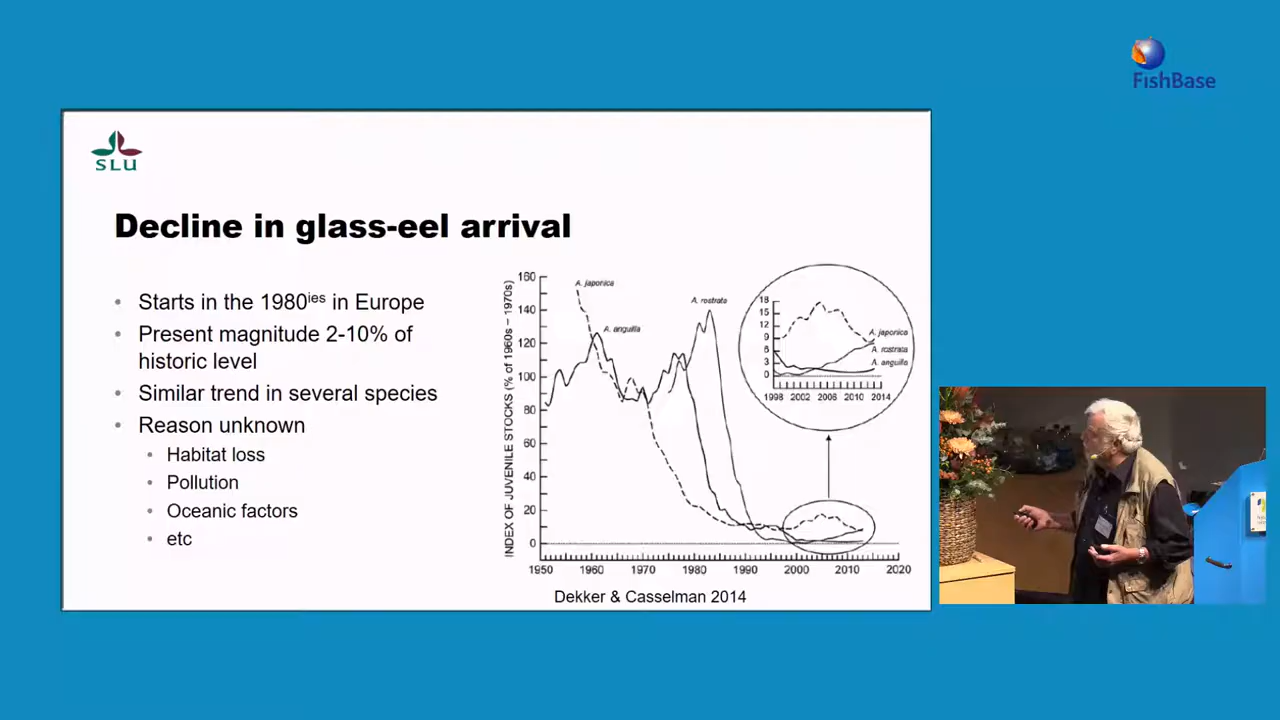 FishBase
SLU
Decline in glass-eel arrival
• Starts in the 1980ies in Europe
• Present magnitude 2-10% of
historic level
• Similar trend in several species
• Reason unknown
• Habitat loss
• Pollution
• Oceanic factors
• etc
INDEX OF JUVENILE STOCKS (% of 1960s – 1970s)
160
140
120
100
80
60
40
20
0
1950 1960 1970 1980 1990 2000 2010 2020
A. japonica
A. anguilla
A. rostrata
18
15
12
9
6
3
0
1998 2002 2006 2010 2014
A. japonica
A. rostrata
A. anguilla
Dekker & Casselman 2014